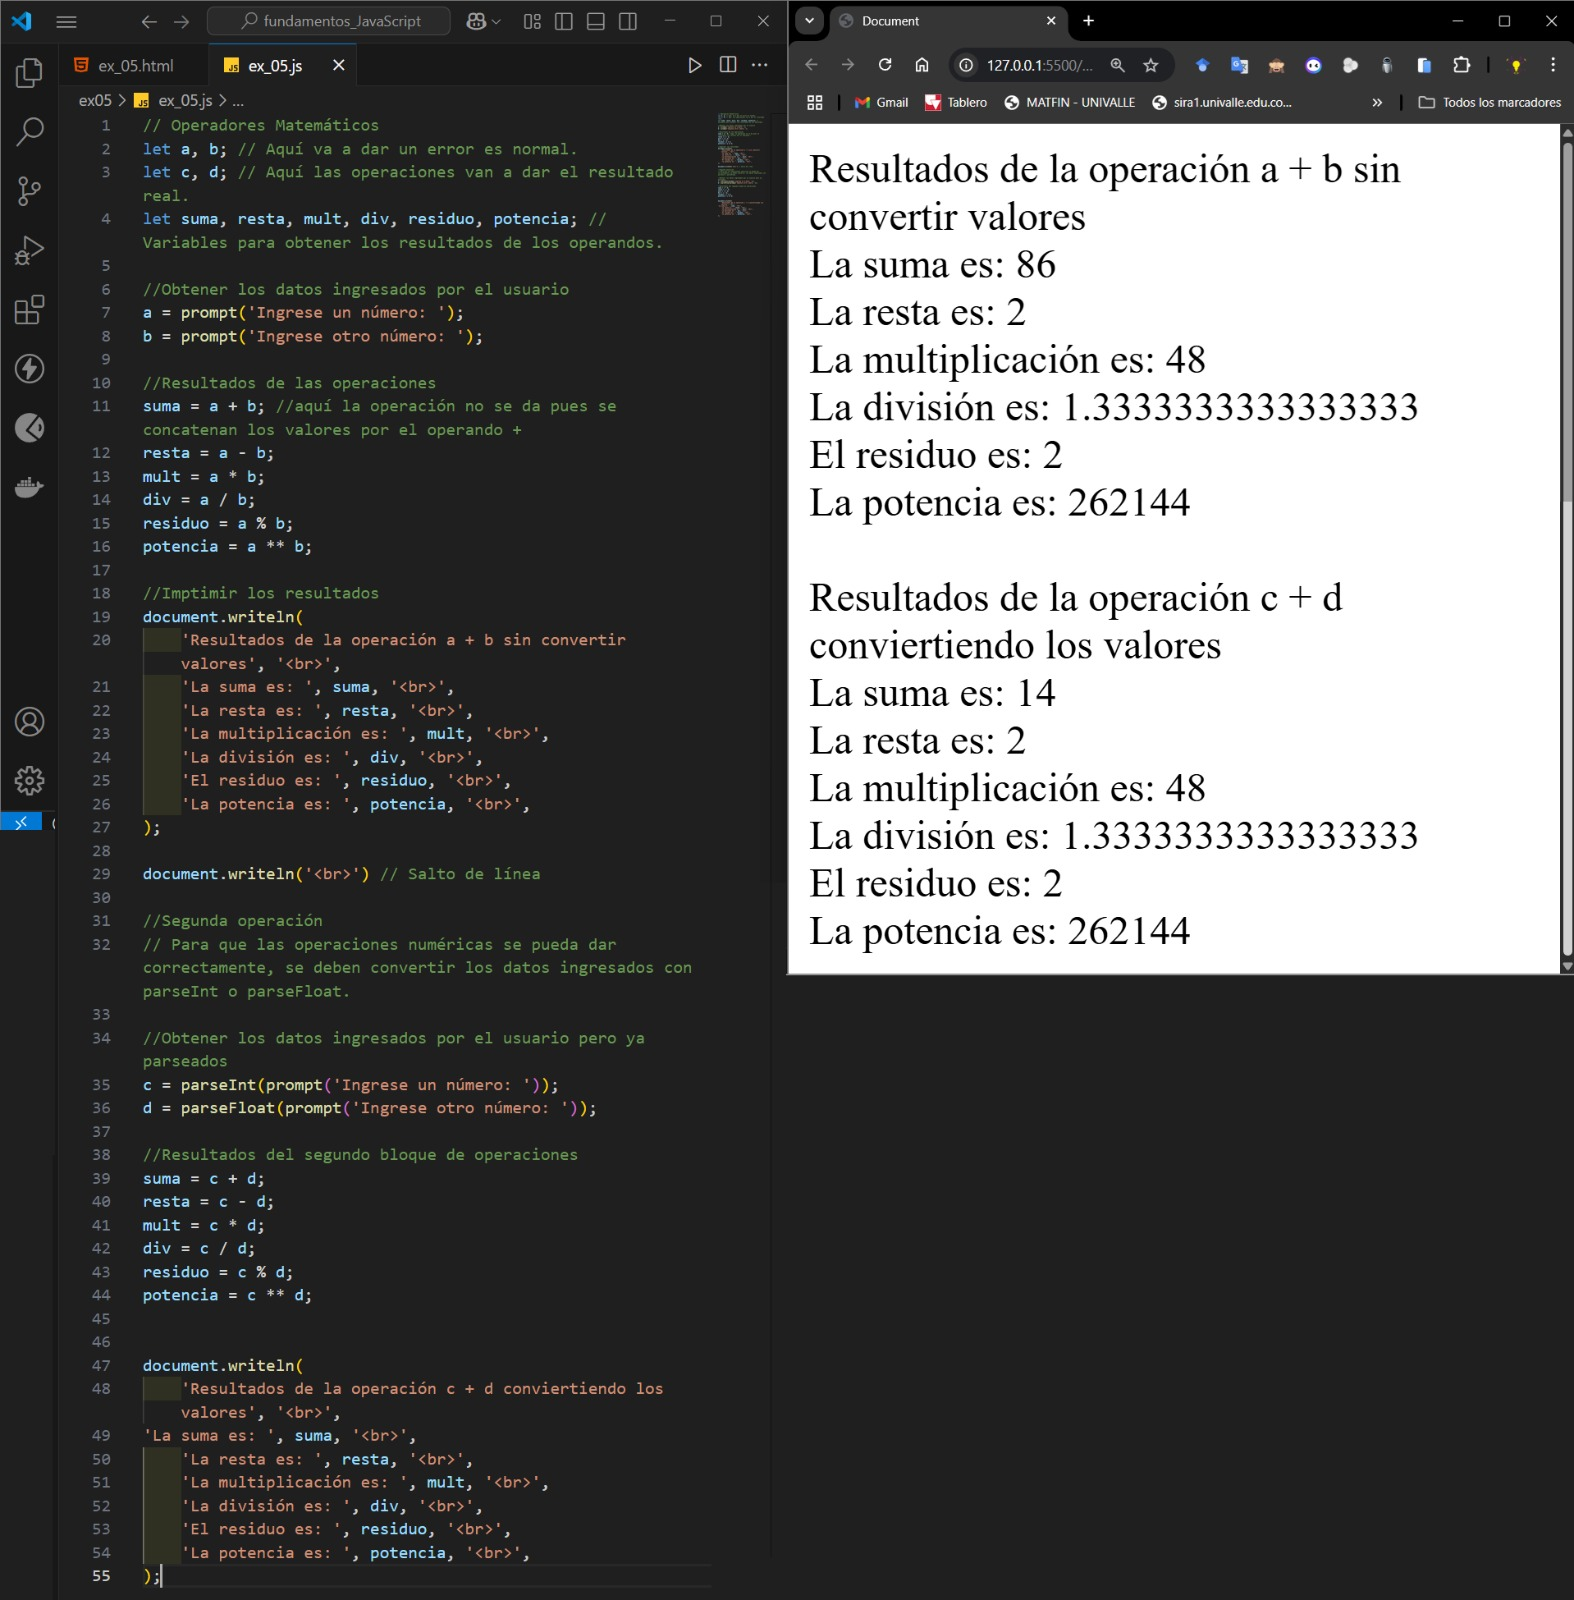 fundamentos_JavaScript
ex_05.html
ex_05.js
ex05 > ex_05.js > ...
1 // Operadores Matemáticos
2 let a, b; // Aquí va a dar un error es normal.
3 let c, d; // Aquí las operaciones van a dar el resultado
real.
4 let suma, resta, mult, div, residuo, potencia; //
Variables para obtener los resultados de los operandos.
5
6 //Obtener los datos ingresados por el usuario
7 a = prompt('Ingrese un número: ');
8 b = prompt('Ingrese otro número: ');
9
10 //Resultados de las operaciones
11 suma = a + b; //aquí la operación no se da pues se
concatenan los valores por el operando +
12 resta = a - b;
13 mult = a * b;
14 div = a / b;
15 residuo = a % b;
16 potencia = a ** b;
17
18 //Imptimir los resultados
19 document.writeln(
20 'Resultados de la operación a + b sin convertir
valores', '<br>',
21 'La suma es: ', suma, '<br>',
22 'La resta es: ', resta, '<br>',
23 'La multiplicación es: ', mult, '<br>',
24 'La división es: ', div, '<br>',
25 'El residuo es: ', residuo, '<br>',
26 'La potencia es: ', potencia, '<br>',
27 );
28
29 document.writeln('<br>') // Salto de línea
30
31 //Segunda operación
32 // Para que las operaciones numéricas se pueda dar
correctamente, se deben convertir los datos ingresados con
parseInt o parseFloat.
33
34 //Obtener los datos ingresados por el usuario pero ya
parseados
35 c = parseInt(prompt('Ingrese un número: '));
36 d = parseFloat(prompt('Ingrese otro número: '));
37
38 //Resultados del segundo bloque de operaciones
39 suma = c + d;
40 resta = c - d;
41 mult = c * d;
42 div = c / d;
43 residuo = c % d;
44 potencia = c ** d;
45
46
47 document.writeln(
48 'Resultados de la operación c + d conviertiendo los
valores', '<br>',
49 'La suma es: ', suma, '<br>',
50 'La resta es: ', resta, '<br>',
51 'La multiplicación es: ', mult, '<br>',
52 'La división es: ', div, '<br>',
53 'El residuo es: ', residuo, '<br>',
54 'La potencia es: ', potencia, '<br>',
55 );
Document
127.0.0.1:5500/...
Gmail Tablero MATFIN - UNIVALLE sira1.univalle.edu.co... » Todos los marcadores
Resultados de la operación a + b sin
convertir valores
La suma es: 86
La resta es: 2
La multiplicación es: 48
La división es: 1.3333333333333333
El residuo es: 2
La potencia es: 262144
Resultados de la operación c + d
conviertiendo los valores
La suma es: 14
La resta es: 2
La multiplicación es: 48
La división es: 1.3333333333333333
El residuo es: 2
La potencia es: 262144